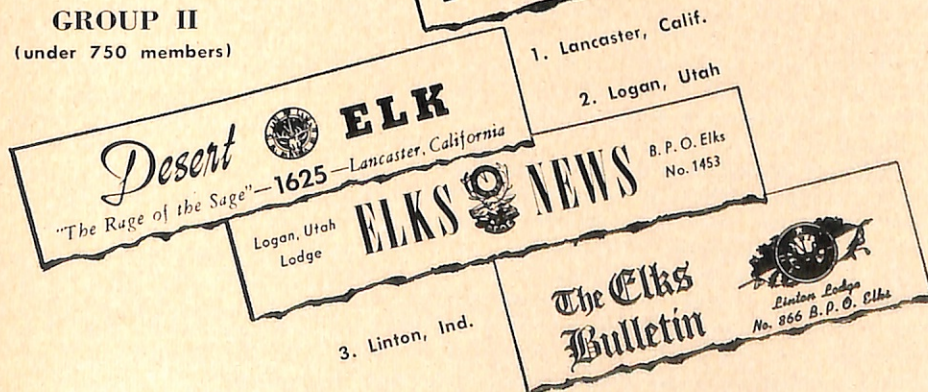 GROUP II
(under 750 members)
1. Lancaster, Calif.
2. Logan, Utah
Desert ELK
"The Rage of the Sage"—1625—Lancaster, California
Logan, Utah
Lodge
ELKS NEWS
B. P. O. Elks
No. 1453
3. Linton, Ind.
The Elks
Bulletin
Linton Lodge
No. 866 B. P. O. Elks